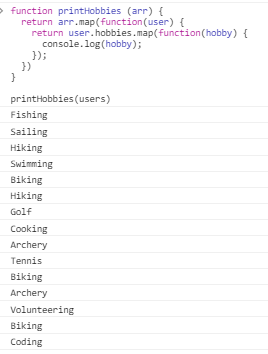 > function printHobbies (arr) {
return arr.map(function(user) {
return user.hobbies.map(function(hobby) {
console.log(hobby);
});
})
}
printHobbies(users)
Fishing
Sailing
Hiking
Swimming
Biking
Hiking
Golf
Cooking
Archery
Tennis
Biking
Archery
Volunteering
Biking
Coding